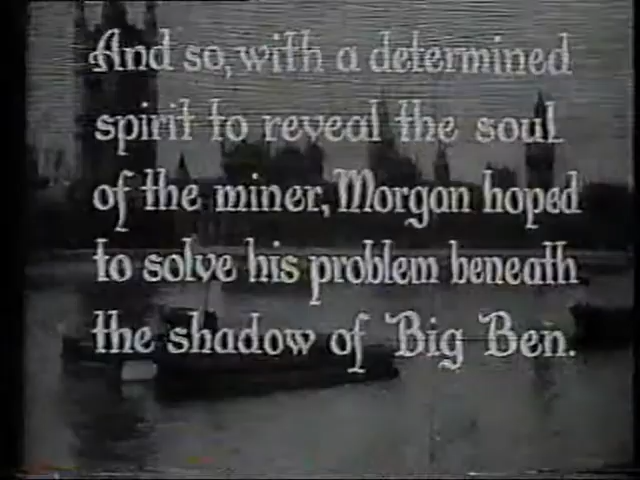 And so, with a determined
spirit to reveal the soul
of the miner, Morgan hoped
to solve his problem beneath
the shadow of Big Ben.